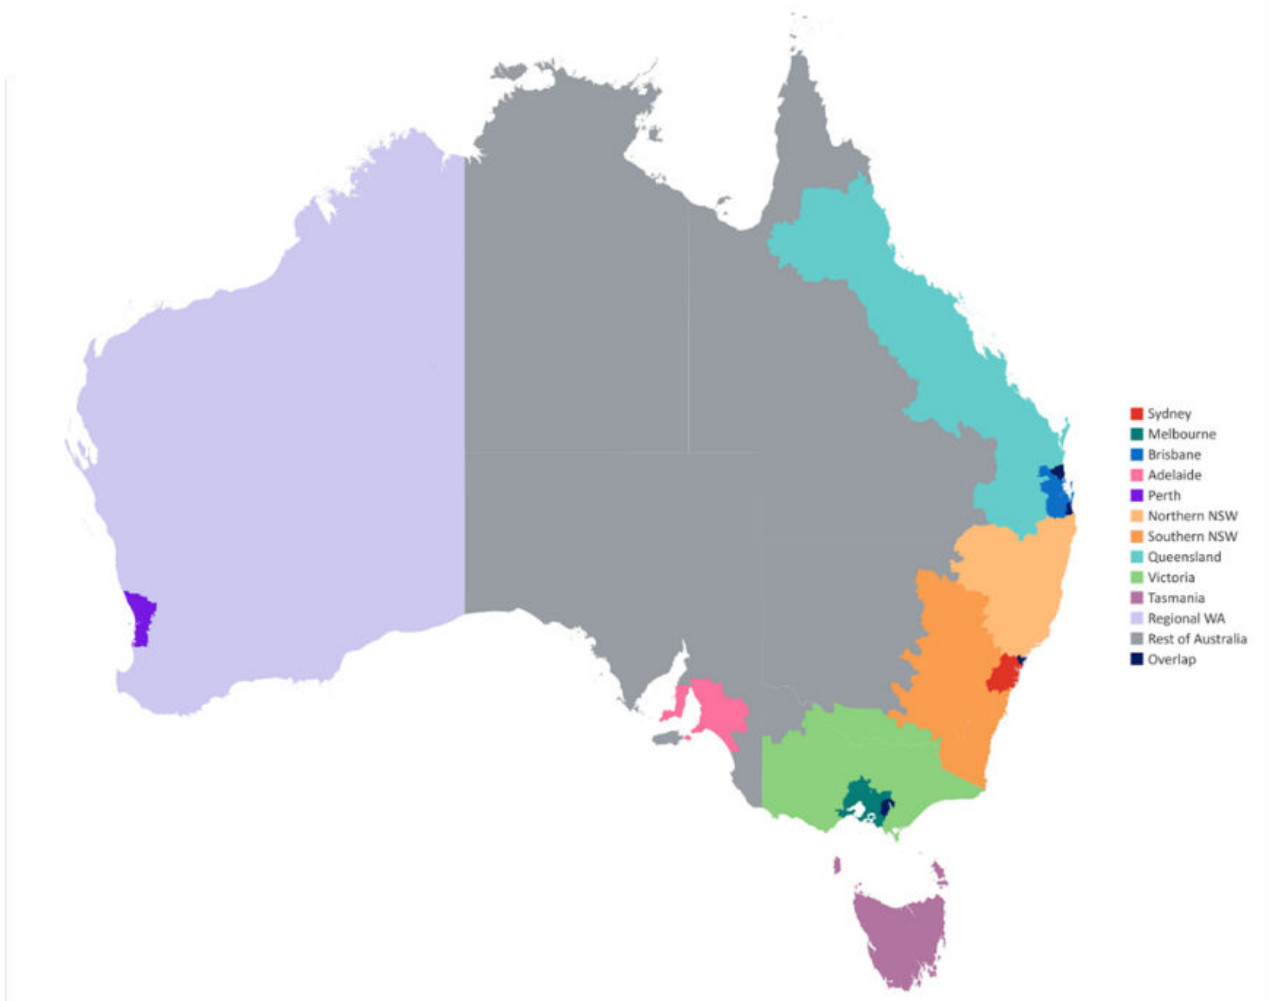 Sydney
Melbourne
Brisbane
Adelaide
Perth
Northern NSW
Southern NSW
Queensland
Victoria
Tasmania
Regional WA
Rest of Australia
Overlap